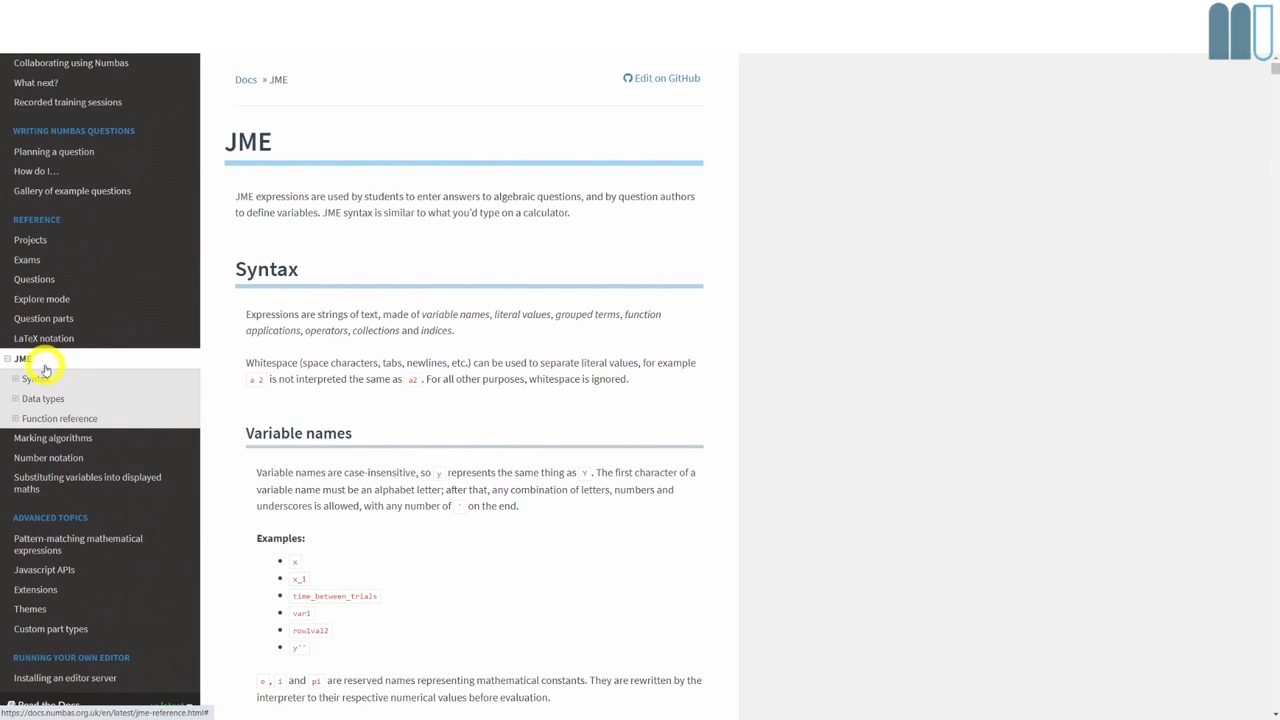 Collaborating using Numbas
What next?
Recorded training sessions
WRITING NUMBAS QUESTIONS
Planning a question
How do I…
Gallery of example questions
REFERENCE
Projects
Exams
Questions
Explore mode
Question parts
LaTeX notation
JME
Syntax
Data types
Function reference
Marking algorithms
Number notation
Substituting variables into displayed
maths
ADVANCED TOPICS
Pattern-matching mathematical
expressions
Javascript APIs
Extensions
Themes
Custom part types
RUNNING YOUR OWN EDITOR
Installing an editor server
Read the Docs
https://docs.numbas.org.uk/en/latest/jme-reference.html#
Docs » JME
Edit on GitHub
JME
JME expressions are used by students to enter answers to algebraic questions, and by question authors
to define variables. JME syntax is similar to what you'd type on a calculator.
Syntax
Expressions are strings of text, made of variable names, literal values, grouped terms, function
applications, operators, collections and indices.
Whitespace (space characters, tabs, newlines, etc.) can be used to separate literal values, for example
a 2 is not interpreted the same as a2. For all other purposes, whitespace is ignored.
Variable names
Variable names are case-insensitive, so y represents the same thing as Y. The first character of a
variable name must be an alphabet letter; after that, any combination of letters, numbers and
underscores is allowed, with any number of ' on the end.
Examples:
x
x_1
time_between_trials
var1
row1val2
y''
e, i and pi are reserved names representing mathematical constants. They are rewritten by the
interpreter to their respective numerical values before evaluation.